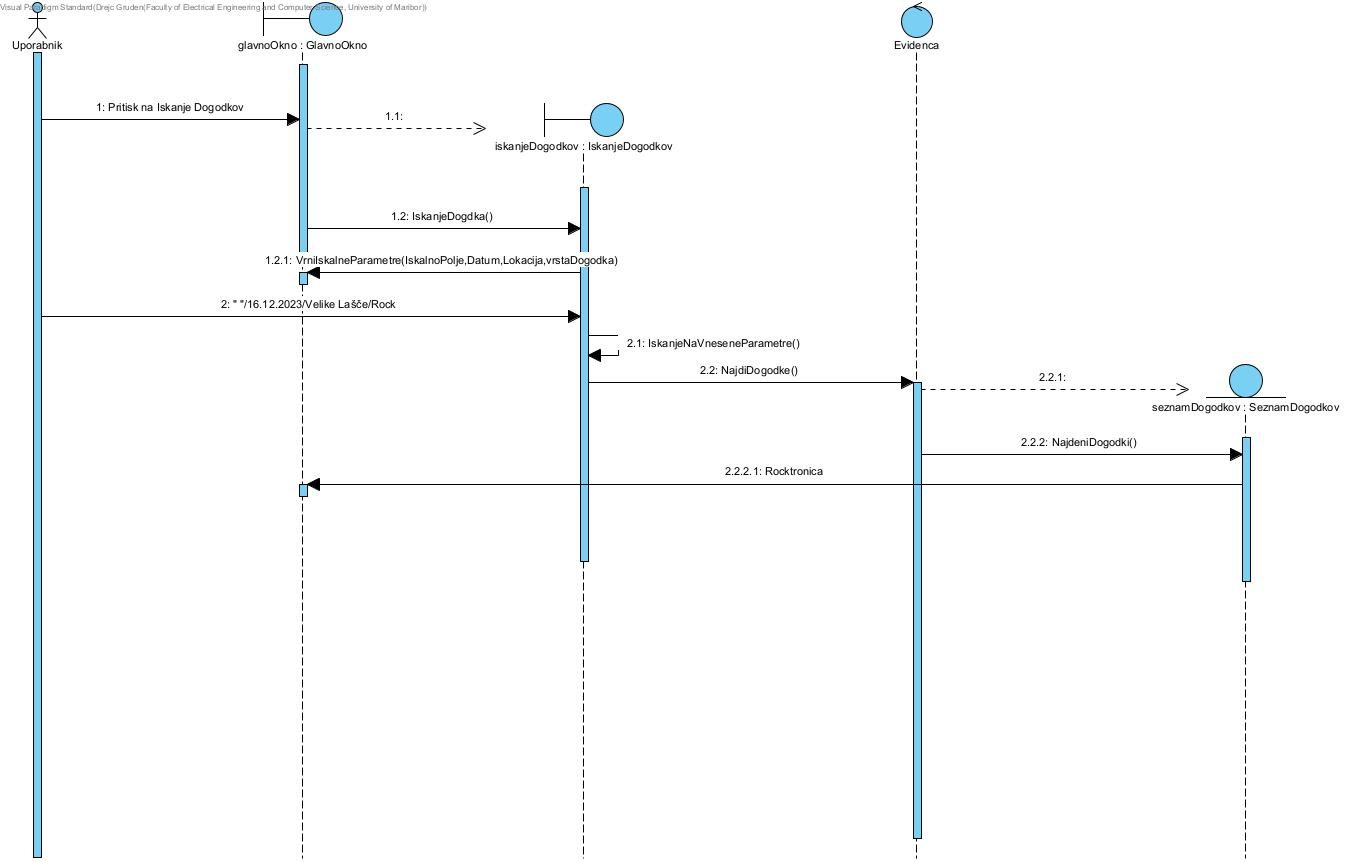 Visual Paradigm Standard(Drejc Gruden(Faculty of Electrical Engineering and Computer Science, University of Maribor))
Uporabnik
glavnoOkno : GlavnoOkno
Evidenca
1: Pritisk na Iskanje Dogodkov
1.1:
iskanjeDogodkov : IskanjeDogodkov
1.2: IskanjeDogdka()
1.2.1: VrniIskalneParametre(IskalnoPolje,Datum,Lokacija,vrstaDogodka)
2: " "/16.12.2023/Velike Lašče/Rock
2.1: IskanjeNaVneseneParametre()
2.2: NajdiDogodke()
2.2.1:
seznamDogodkov : SeznamDogodkov
2.2.2: NajdeniDogodki()
2.2.2.1: Rocktronica